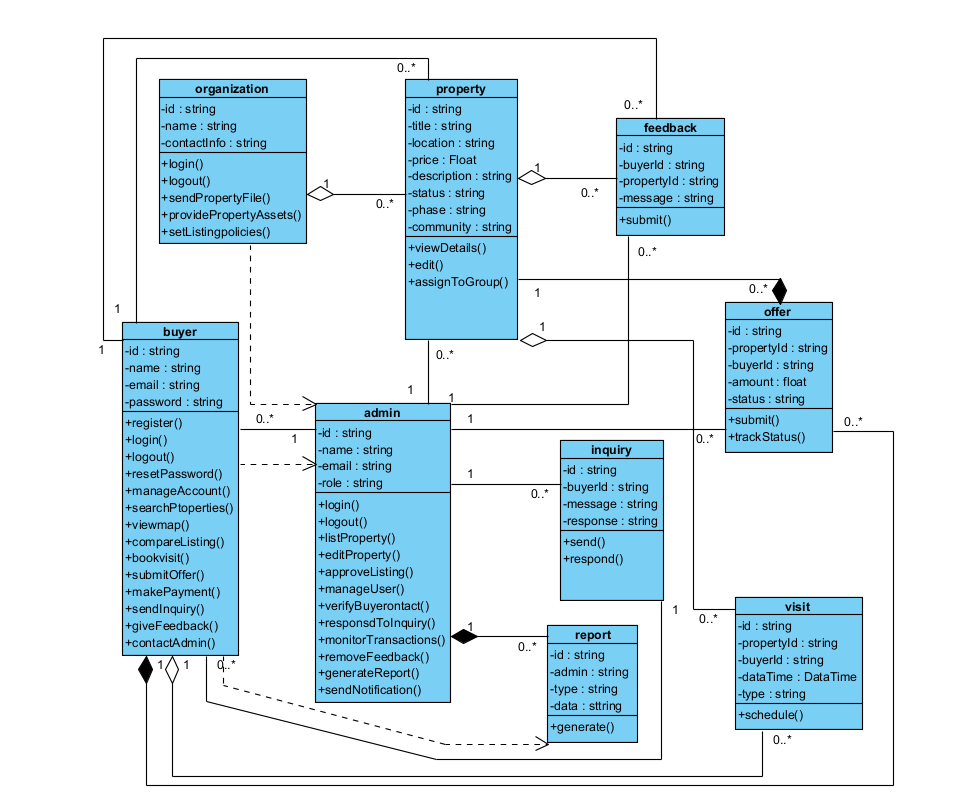 organization
-id : string
-name : string
-contactInfo : string
+login()
+logout()
+sendPropertyFile()
+providePropertyAssets()
+setListingpolicies()
property
-id : string
-title : string
-location : string
-price : Float
-description : string
-status : string
-phase : string
-community : string
+viewDetails()
+edit()
+assignToGroup()
feedback
-id : string
-buyerId : string
-propertyId : string
-message : string
+submit()
offer
-id : string
-propertyId : string
-buyerId : string
-amount : float
-status : string
+submit()
+trackStatus()
buyer
-id : string
-name : string
-email : string
-password : string
+register()
+login()
+logout()
+resetPassword()
+manageAccount()
+searchPtoperties()
+viewmap()
+compareListing()
+bookvisit()
+submitOffer()
+makePayment()
+sendInquiry()
+giveFeedback()
+contactAdmin()
admin
-id : string
-name : string
-email : string
-role : string
+login()
+logout()
+listProperty()
+editProperty()
+approveListing()
+manageUser()
+verifyBuyerontact()
+responsdToInquiry()
+monitorTransactions()
+removeFeedback()
+generateReport()
+sendNotification()
inquiry
-id : string
-buyerId : string
-message : string
-response : string
+send()
+respond()
report
-id : string
-admin : string
-type : string
-data : sttring
+generate()
visit
-id : string
-propertyId : string
-buyerId : string
-dataTime : DataTime
-type : string
+schedule()
0..*
0..*
1
0..*
1
0..*
0..*
1
0..*
1
1
1
0..*
1
1
0..*
1
1
0..*
0..*
1
0..*
1
0..*
1
0..*
1
1
0..*
0..*